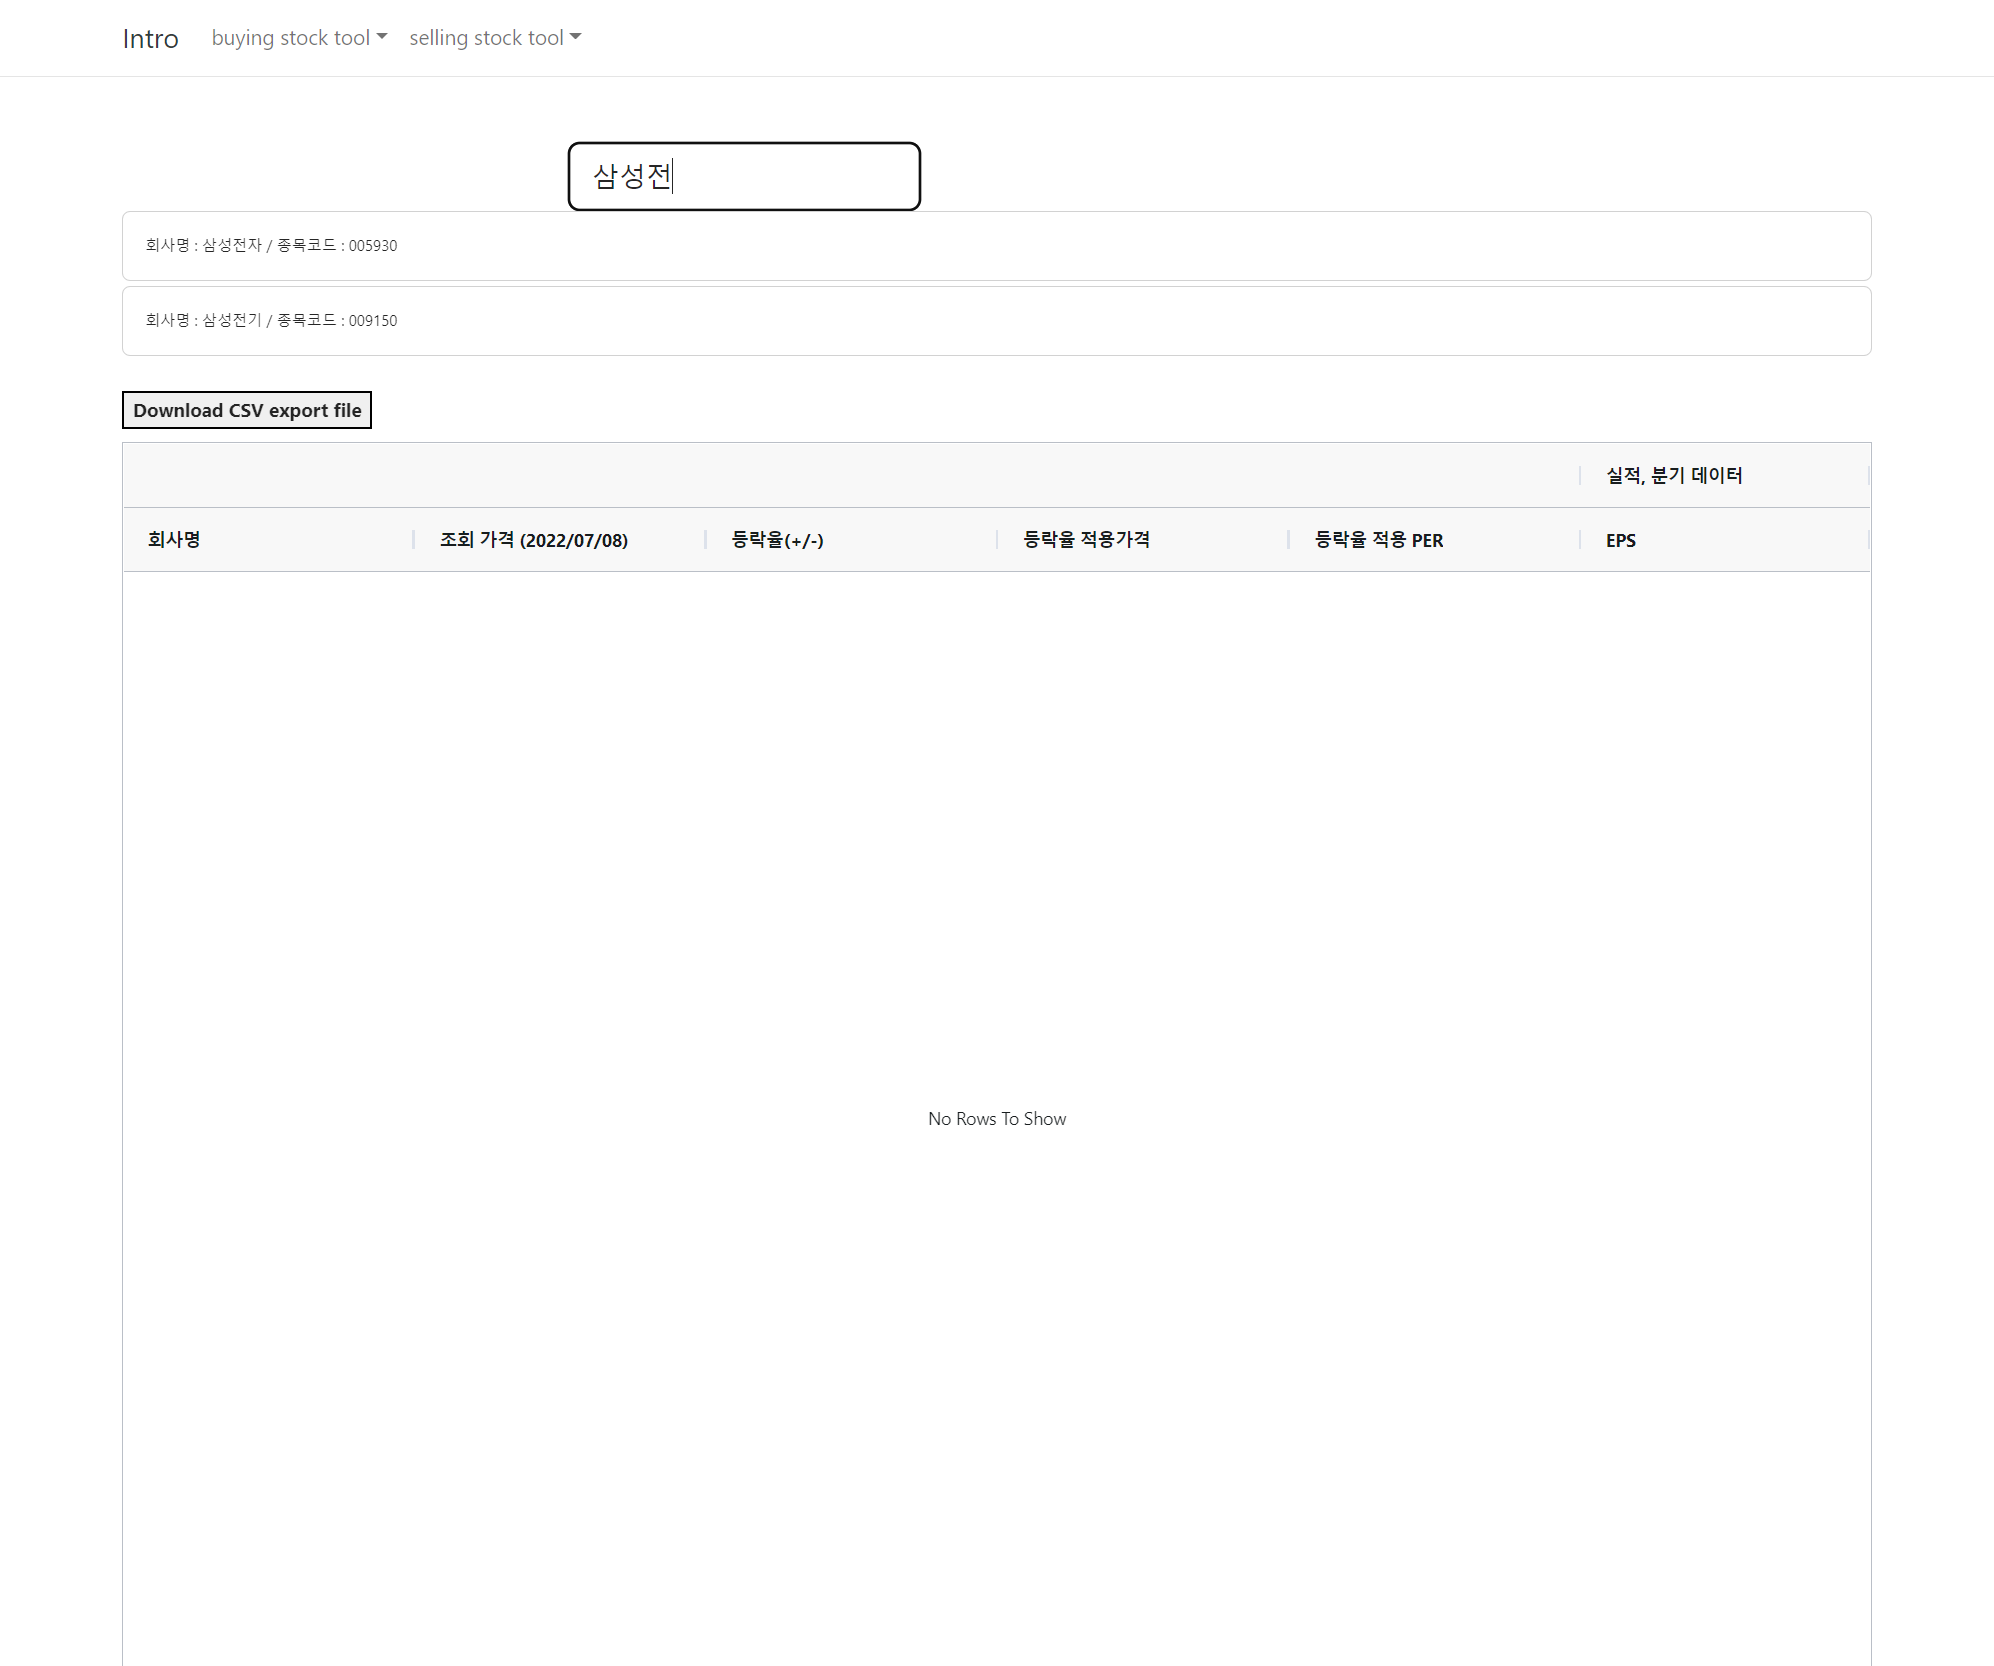 Intro buying stock tool selling stock tool
삼성전
회사명 : 삼성전자 / 종목코드 : 005930
회사명 : 삼성전기 / 종목코드 : 009150
Download CSV export file
실적, 분기 데이터
회사명 조회 가격 (2022/07/08) 등락율(+/-) 등락율 적용가격 등락율 적용 PER EPS
No Rows To Show